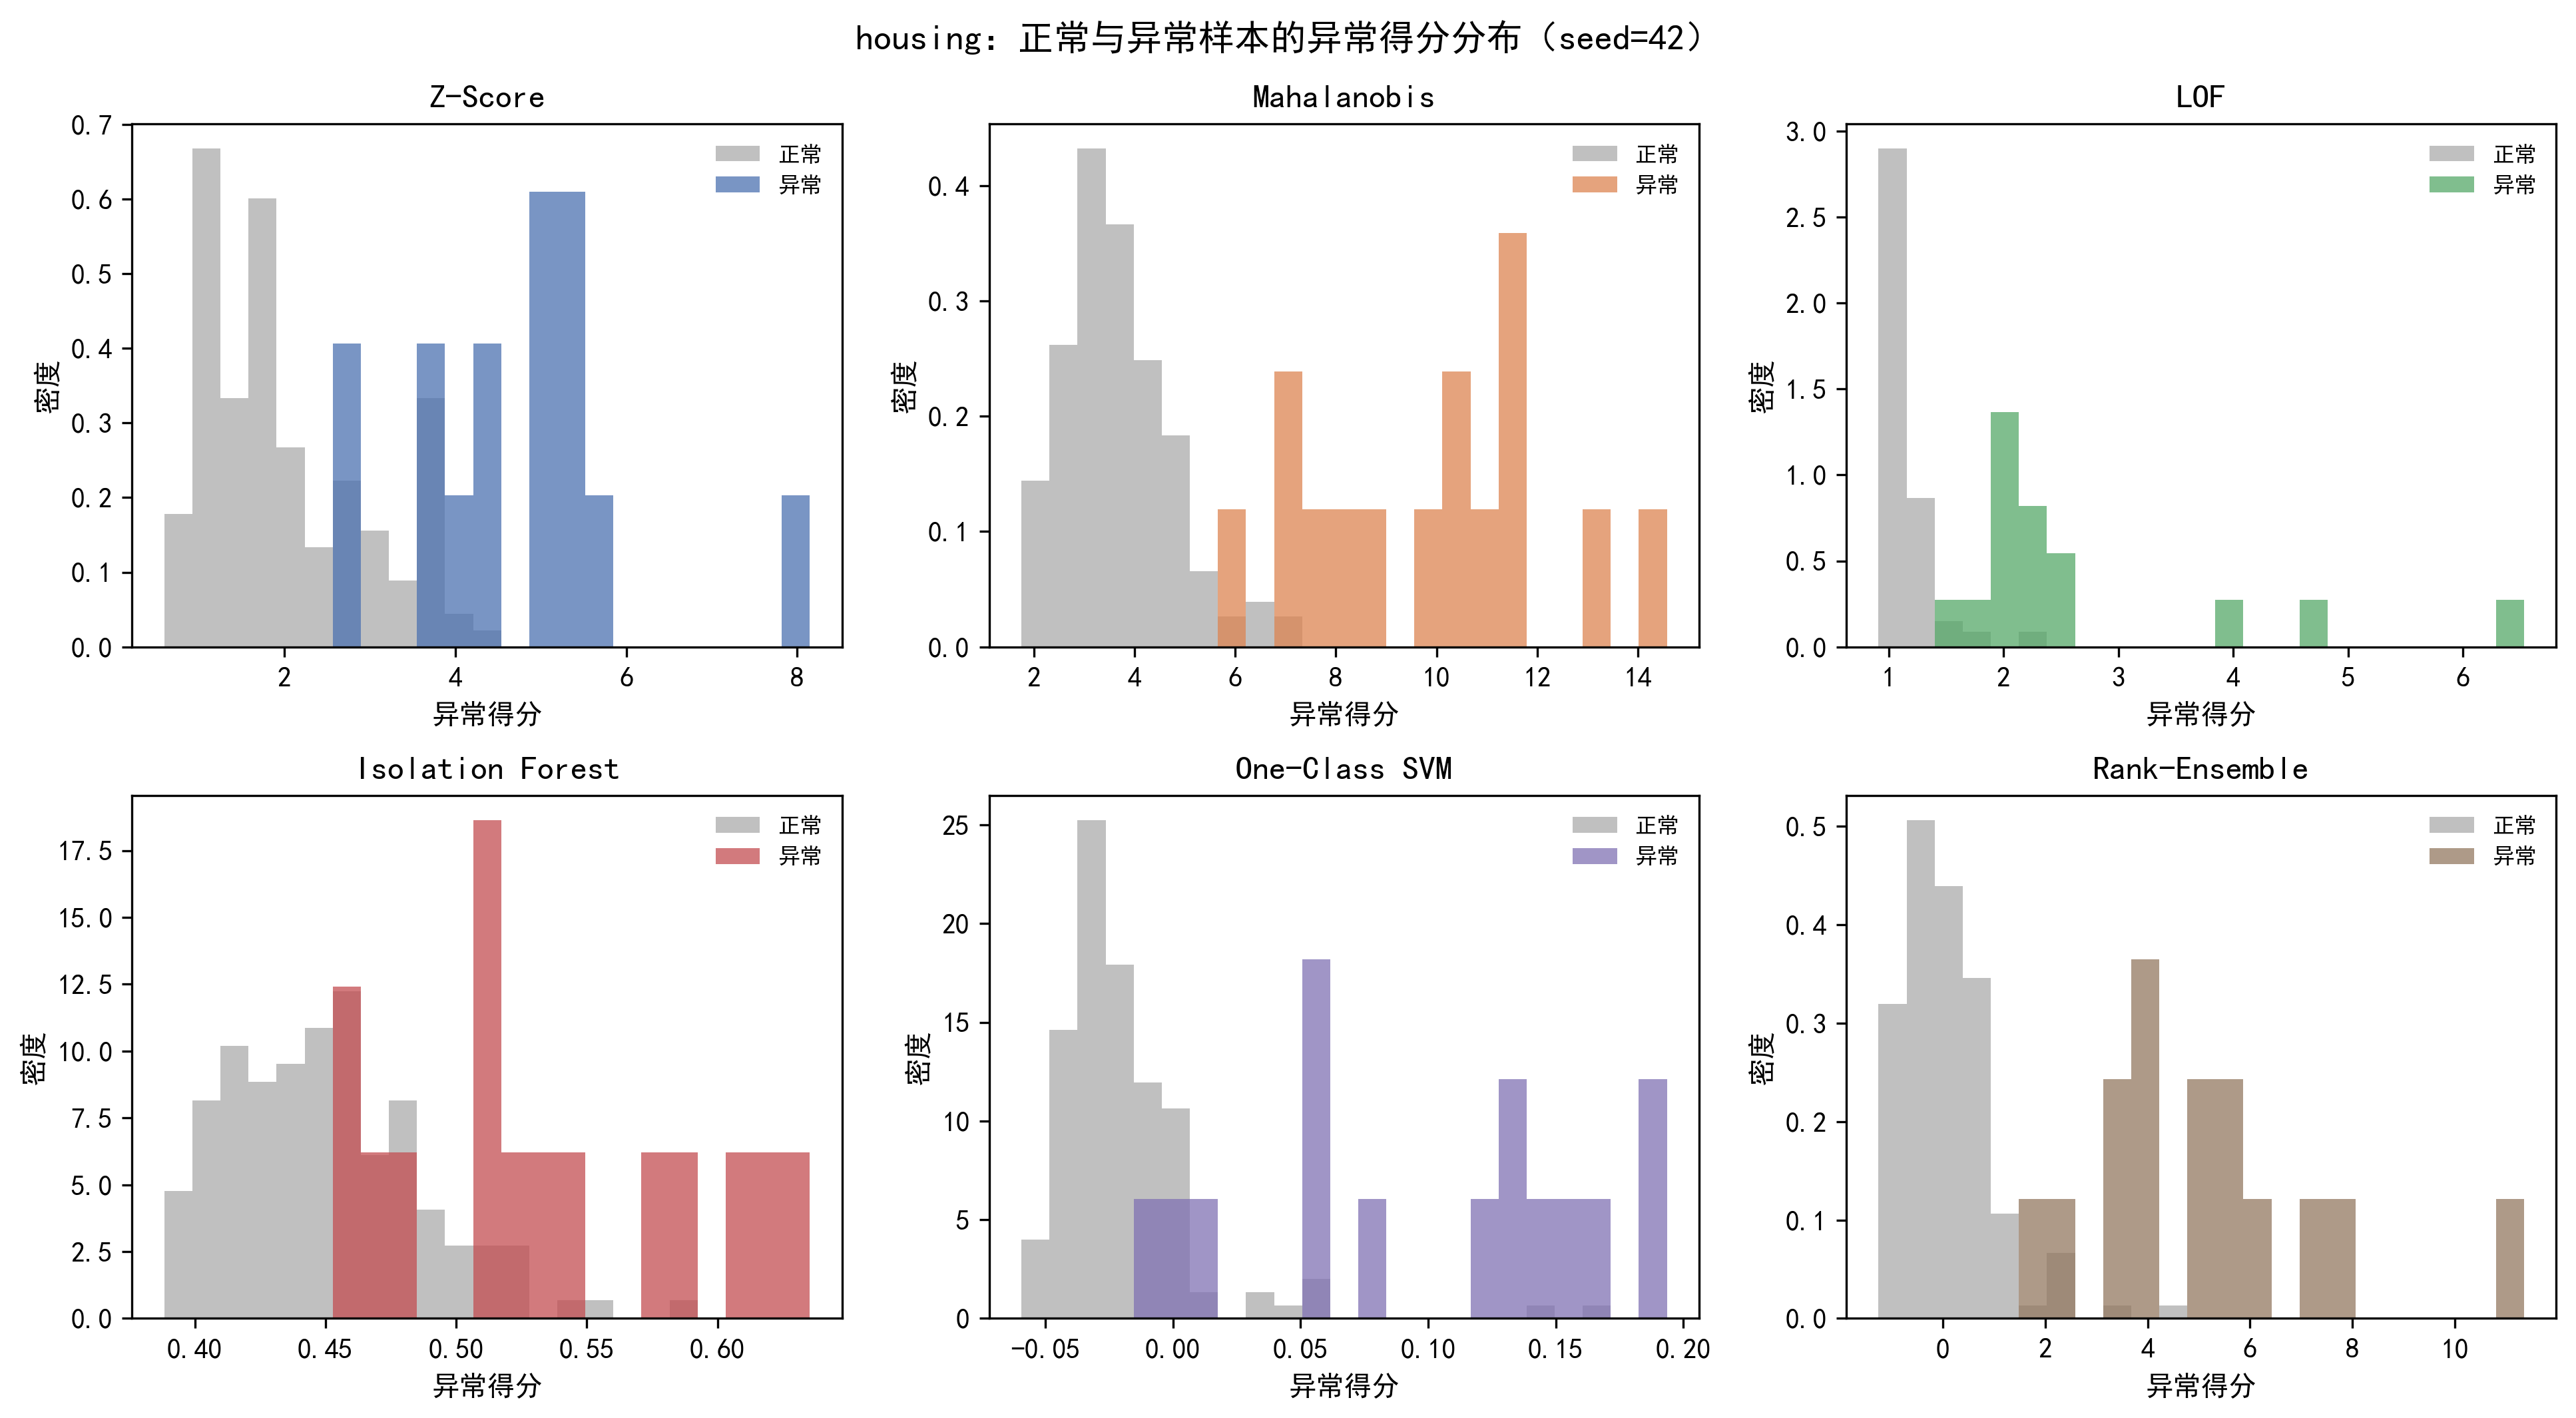 housing：正常与异常样本的异常得分分布（seed=42）
Z-Score
密度
0.7
0.6
0.5
0.4
0.3
0.2
0.1
0.0
2 4 6 8
异常得分
正常
异常
Mahalanobis
密度
0.4
0.3
0.2
0.1
0.0
2 4 6 8 10 12 14
异常得分
正常
异常
LOF
密度
3.0
2.5
2.0
1.5
1.0
0.5
0.0
1 2 3 4 5 6
异常得分
正常
异常
Isolation Forest
密度
17.5
15.0
12.5
10.0
7.5
5.0
2.5
0.0
0.40 0.45 0.50 0.55 0.60
异常得分
正常
异常
One-Class SVM
密度
25
20
15
10
5
0
-0.05 0.00 0.05 0.10 0.15 0.20
异常得分
正常
异常
Rank-Ensemble
密度
0.5
0.4
0.3
0.2
0.1
0.0
0 2 4 6 8 10
异常得分
正常
异常